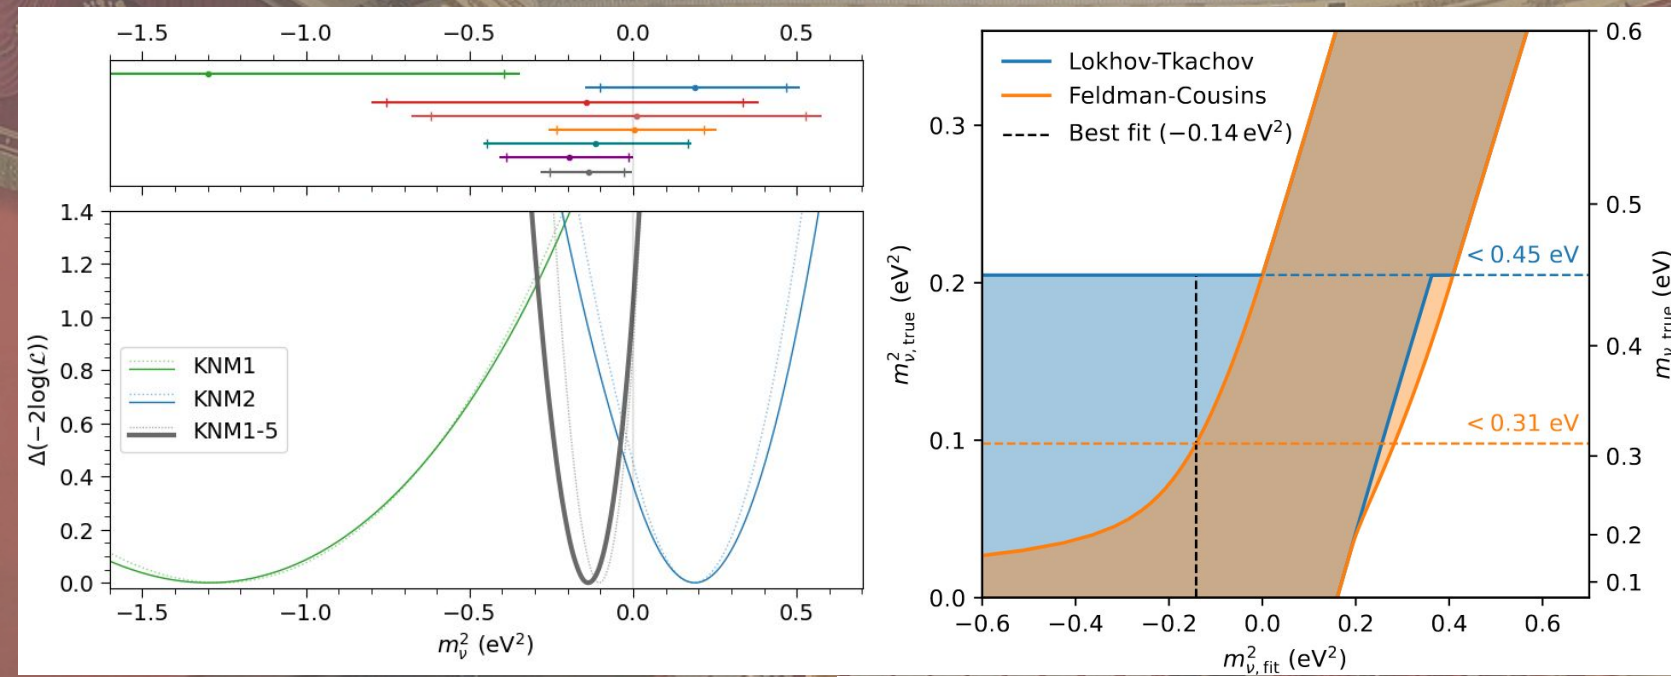 −1.5 −1.0 −0.5 0.0 0.5
1.4
1.2
1.0
0.8
0.6
0.4
0.2
0.0
Δ(−2log(ℒ))
KNM1
KNM2
KNM1-5
−1.5 −1.0 −0.5 0.0 0.5
m²ν (eV²)
Lokhov-Tkachov
Feldman-Cousins
Best fit (−0.14 eV²)
< 0.45 eV
< 0.31 eV
0.3
0.2
0.1
0.0
m²ν, true (eV²)
0.6
0.5
0.4
0.3
0.2
0.1
mν, true (eV)
−0.6 −0.4 −0.2 0.0 0.2 0.4 0.6
m²ν, fit (eV²)